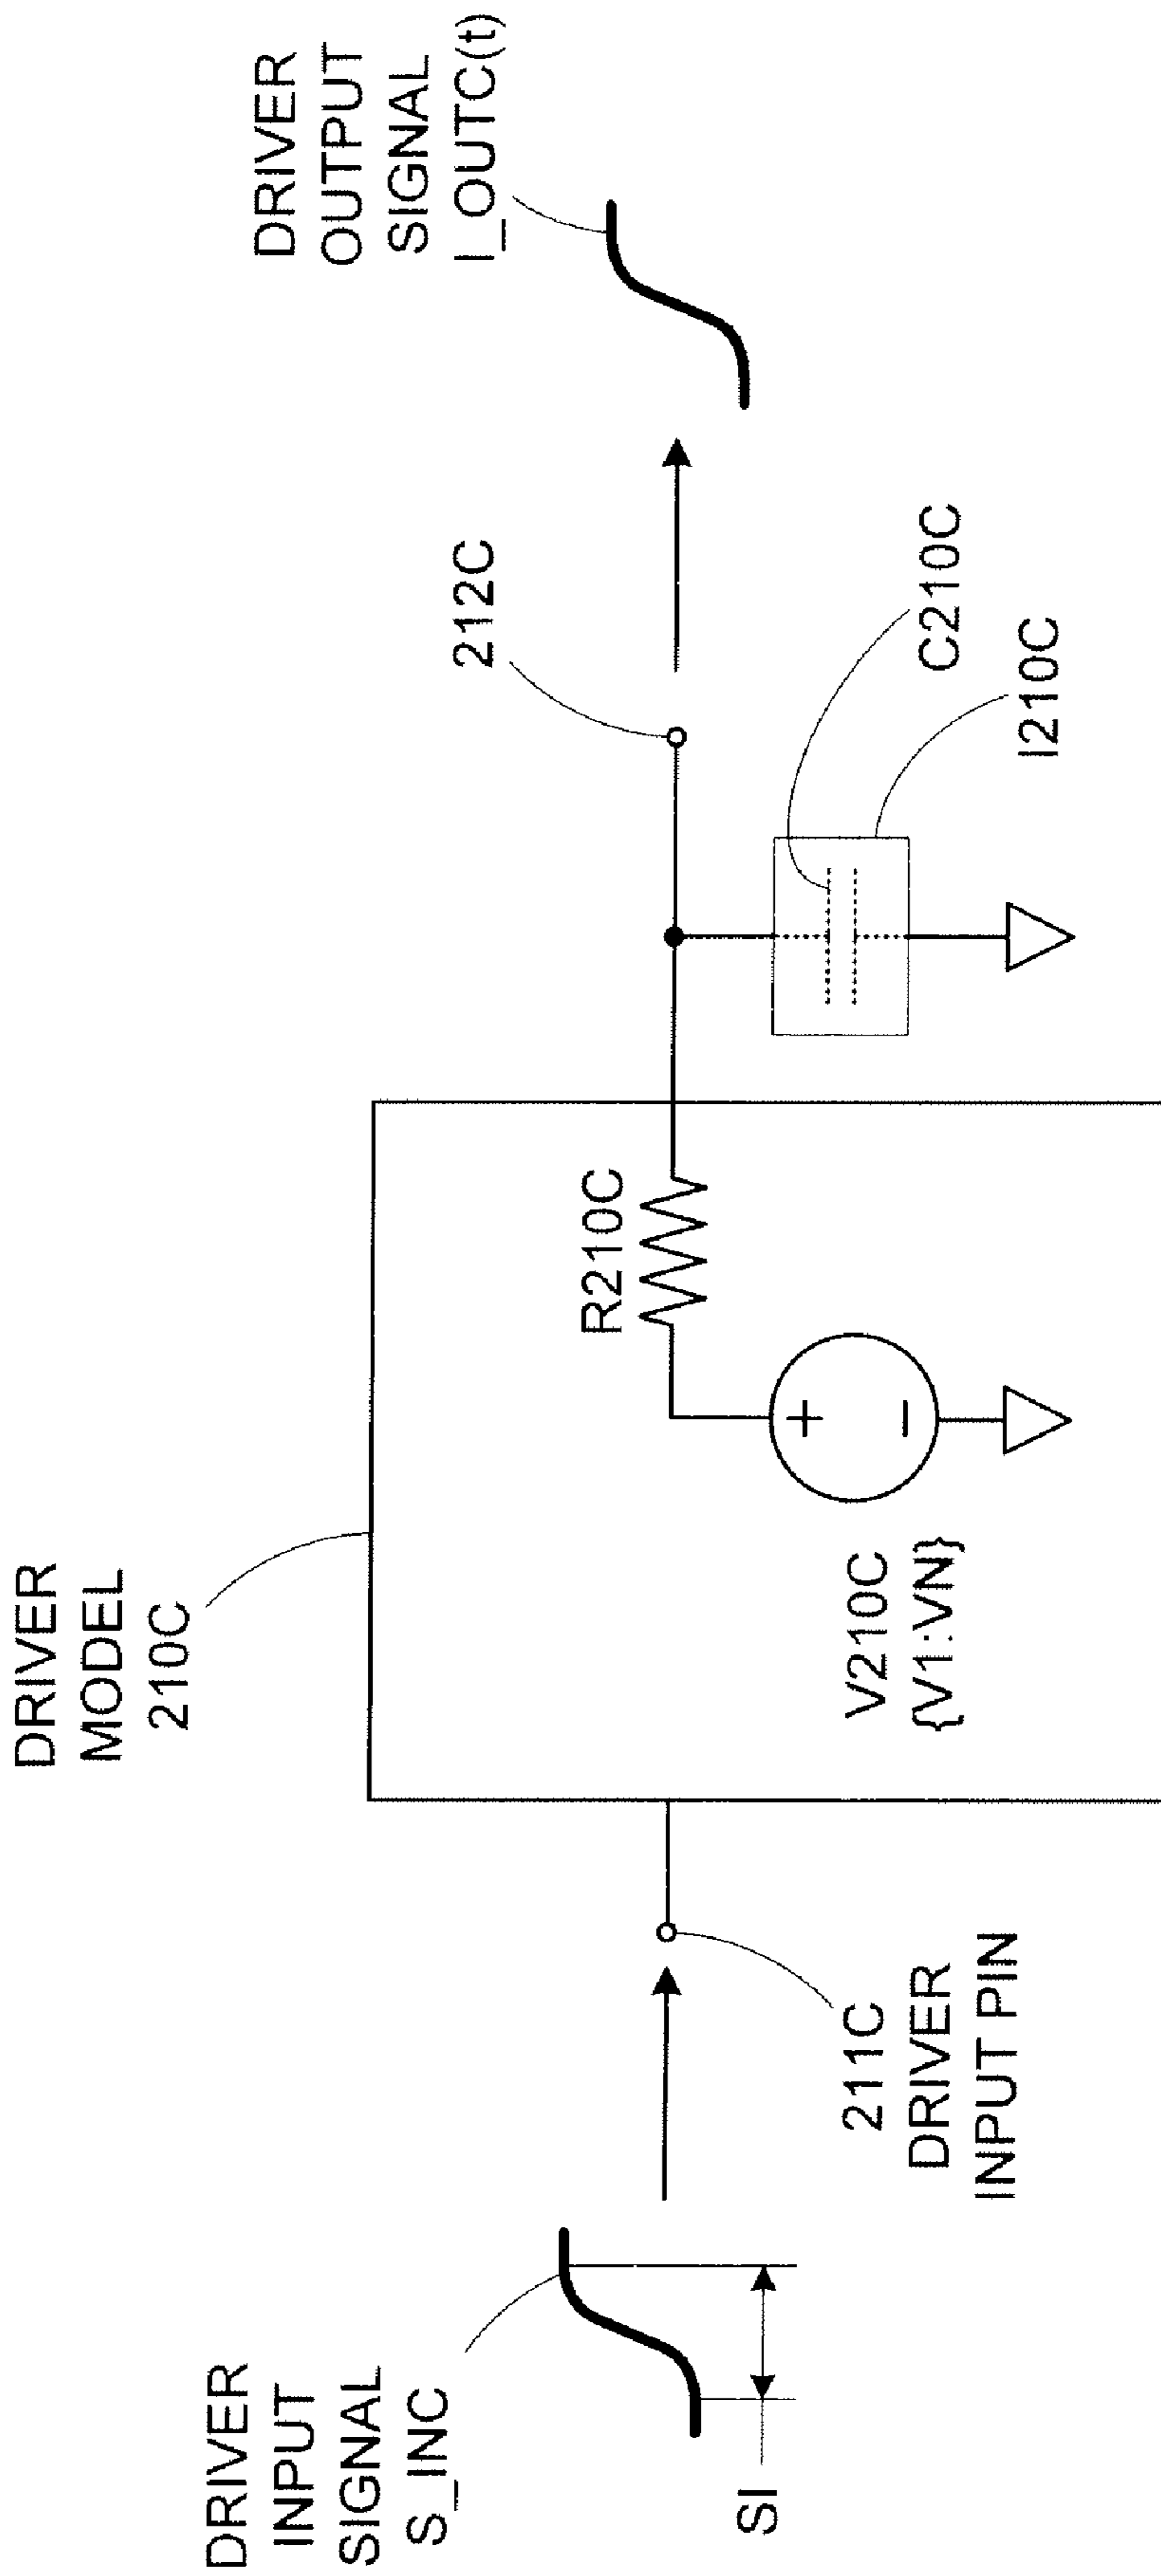 DRIVER
INPUT
SIGNAL
S_INC
SI
211C
DRIVER
INPUT PIN
DRIVER
MODEL
210C
V210C
{V1:VN}
+
–
R210C
212C
C210C
I210C
DRIVER
OUTPUT
SIGNAL
I_OUTC(t)